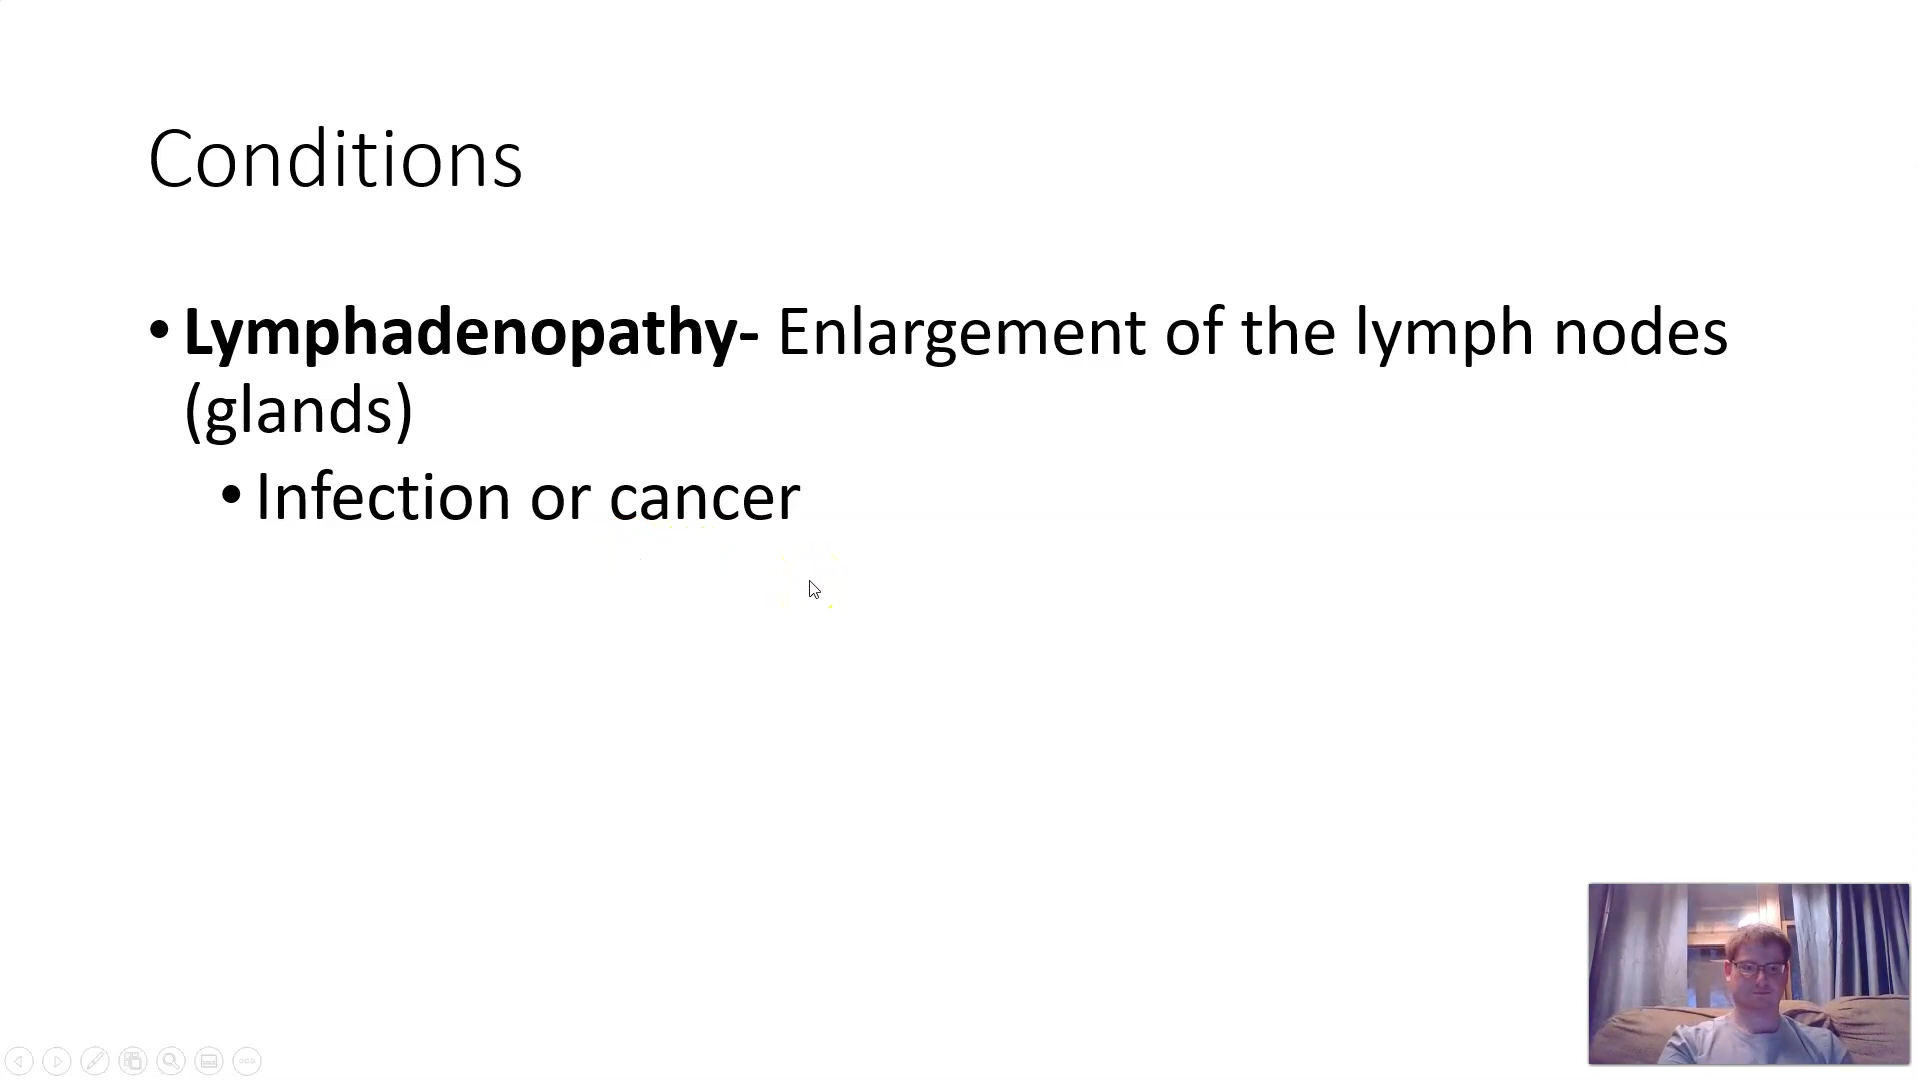 Conditions
• Lymphadenopathy- Enlargement of the lymph nodes
(glands)
• Infection or cancer